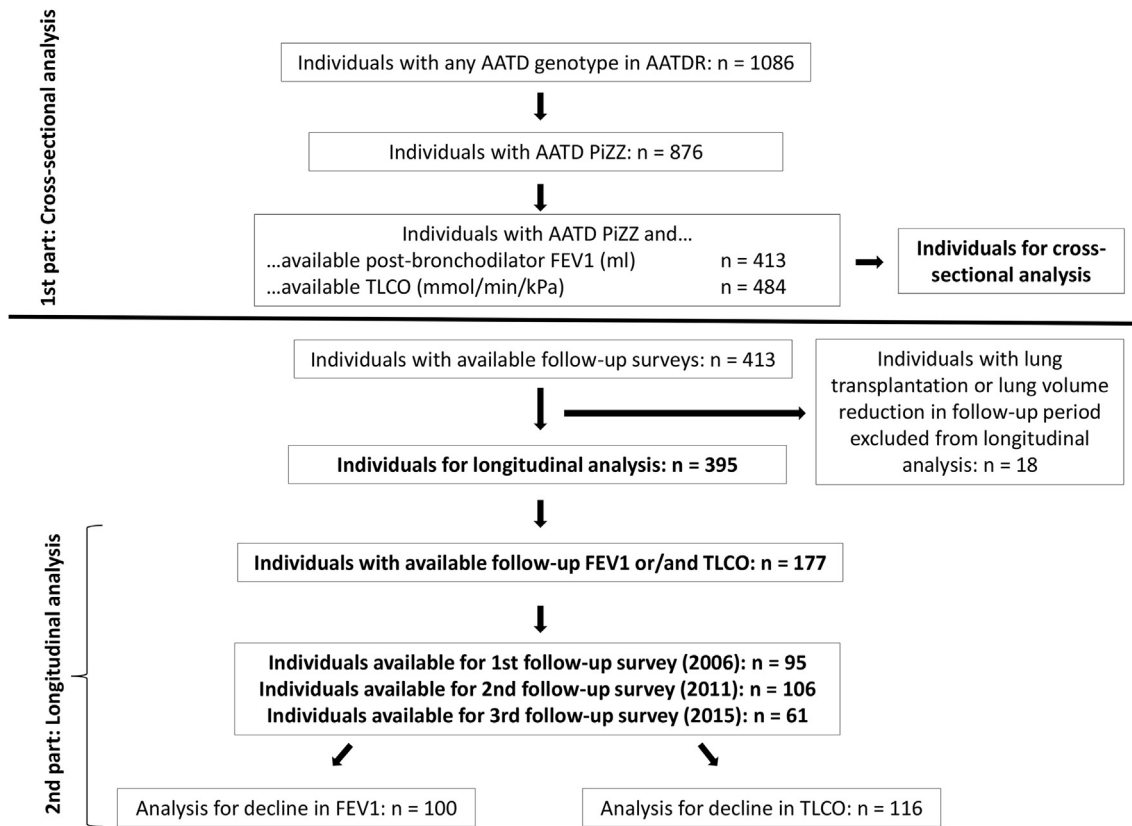 1st part: Cross-sectional analysis
Individuals with any AATD genotype in AATDR: n = 1086
Individuals with AATD PiZZ: n = 876
Individuals with AATD PiZZ and...
...available post-bronchodilator FEV1 (ml) n = 413
...available TLCO (mmol/min/kPa) n = 484
Individuals for cross-
sectional analysis
Individuals with available follow-up surveys: n = 413
Individuals with lung
transplantation or lung volume
reduction in follow-up period
excluded from longitudinal
analysis: n = 18
Individuals for longitudinal analysis: n = 395
2nd part: Longitudinal analysis
Individuals with available follow-up FEV1 or/and TLCO: n = 177
Individuals available for 1st follow-up survey (2006): n = 95
Individuals available for 2nd follow-up survey (2011): n = 106
Individuals available for 3rd follow-up survey (2015): n = 61
Analysis for decline in FEV1: n = 100
Analysis for decline in TLCO: n = 116